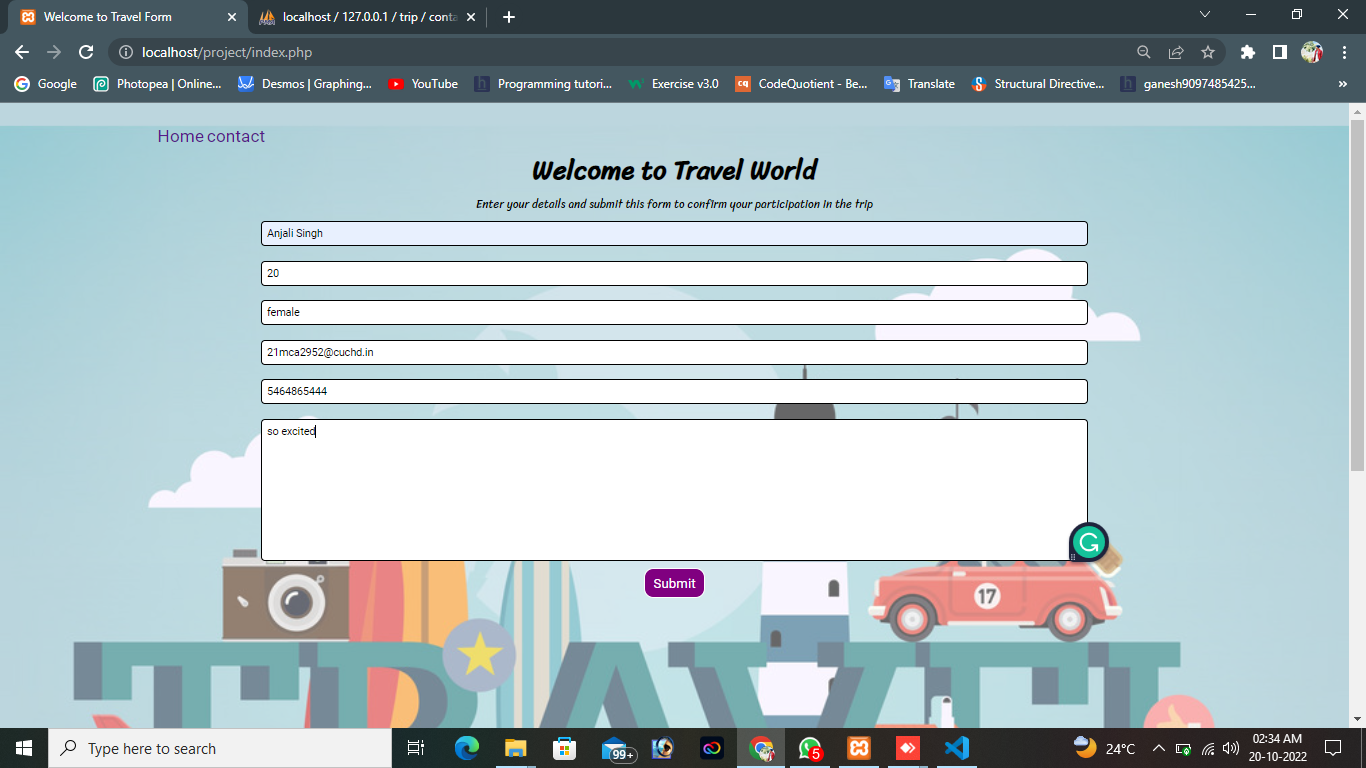 Welcome to Travel Form
localhost / 127.0.0.1 / trip / conta
localhost/project/index.php
Google
Photopea | Online...
Desmos | Graphing...
YouTube
Programming tutori...
Exercise v3.0
CodeQuotient - Be...
Translate
Structural Directive...
ganesh9097485425...
Home contact
Welcome to Travel World
Enter your details and submit this form to confirm your participation in the trip
Anjali Singh
20
female
21mca2952@cuchd.in
5464865444
so excited
Submit
17
TRAVEL
Type here to search
99+
5
24°C
02:34 AM
20-10-2022